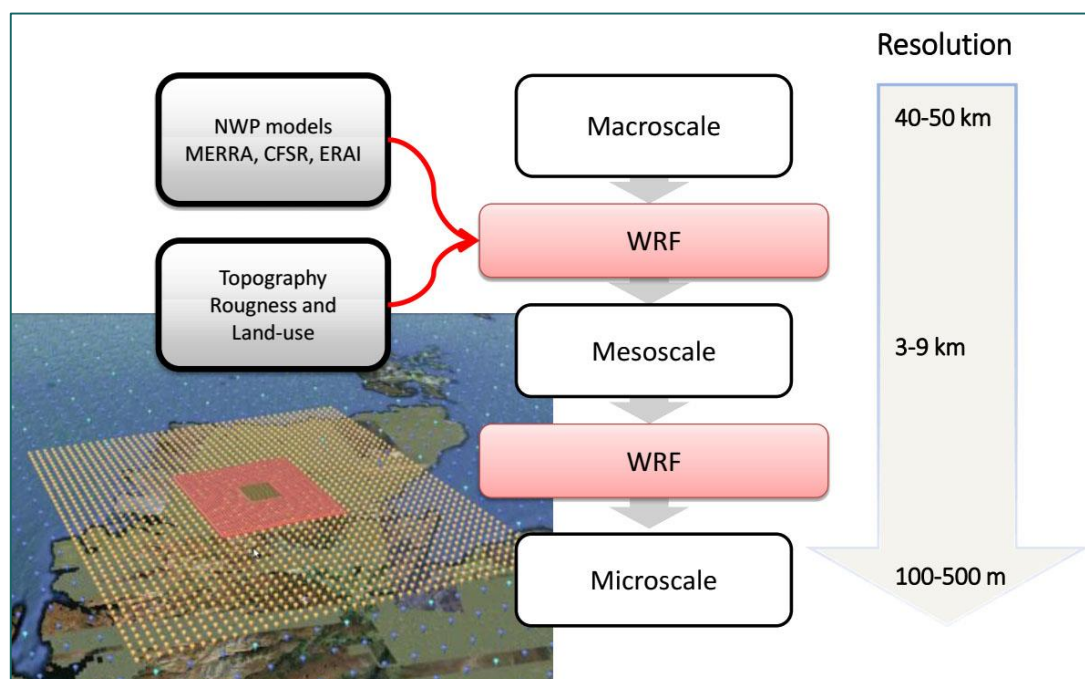 Resolution
NWP models
MERRA, CFSR, ERAI
Macroscale
40-50 km
WRF
Topography
Rougness and
Land-use
Mesoscale
3-9 km
WRF
Microscale
100-500 m